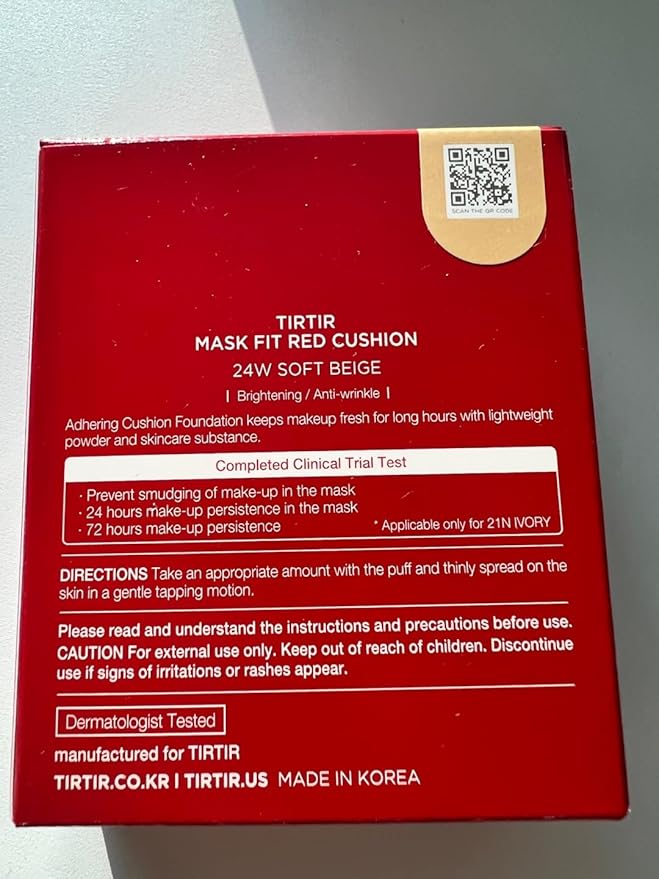 SCAN THE QR CODE
TIRTIR
MASK FIT RED CUSHION
24W SOFT BEIGE
| Brightening / Anti-wrinkle |
Adhering Cushion Foundation keeps makeup fresh for long hours with lightweight
powder and skincare substance.
Completed Clinical Trial Test
· Prevent smudging of make-up in the mask
· 24 hours make-up persistence in the mask
· 72 hours make-up persistence * Applicable only for 21N IVORY
DIRECTIONS Take an appropriate amount with the puff and thinly spread on the
skin in a gentle tapping motion.
Please read and understand the instructions and precautions before use.
CAUTION For external use only. Keep out of reach of children. Discontinue
use if signs of irritations or rashes appear.
Dermatologist Tested
manufactured for TIRTIR
TIRTIR.CO.KR | TIRTIR.US MADE IN KOREA